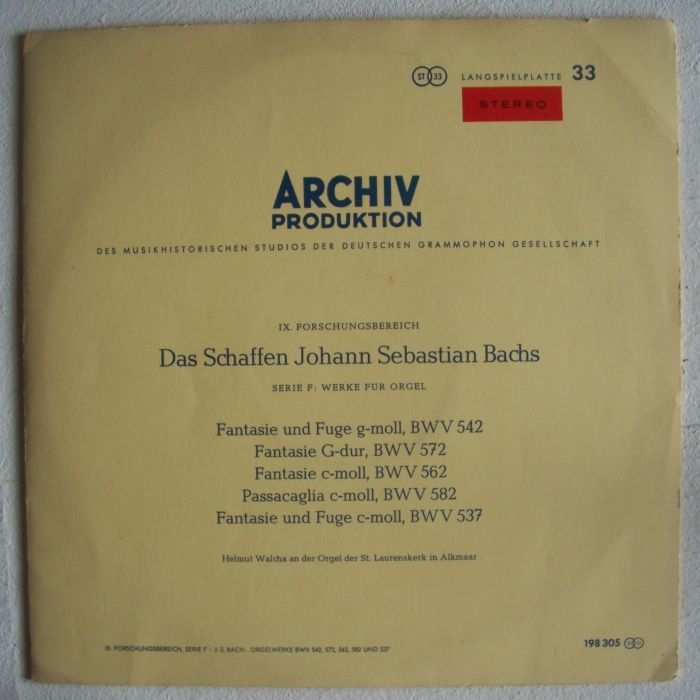 ST 33 LANGSPIELPLATTE 33
STEREO
ARCHIV
PRODUKTION
DES MUSIKHISTORISCHEN STUDIOS DER DEUTSCHEN GRAMMOPHON GESELLSCHAFT
IX. FORSCHUNGSBEREICH
Das Schaffen Johann Sebastian Bachs
SERIE F: WERKE FÜR ORGEL
Fantasie und Fuge g-moll, BWV 542
Fantasie G-dur, BWV 572
Fantasie c-moll, BWV 562
Passacaglia c-moll, BWV 582
Fantasie und Fuge c-moll, BWV 537
Helmut Walcha an der Orgel der St. Laurenskerk in Alkmaar
IX. FORSCHUNGSBEREICH, SERIE F · J. S. BACH: ORGELWERKE BWV 542, 572, 562, 582 UND 537
198 305